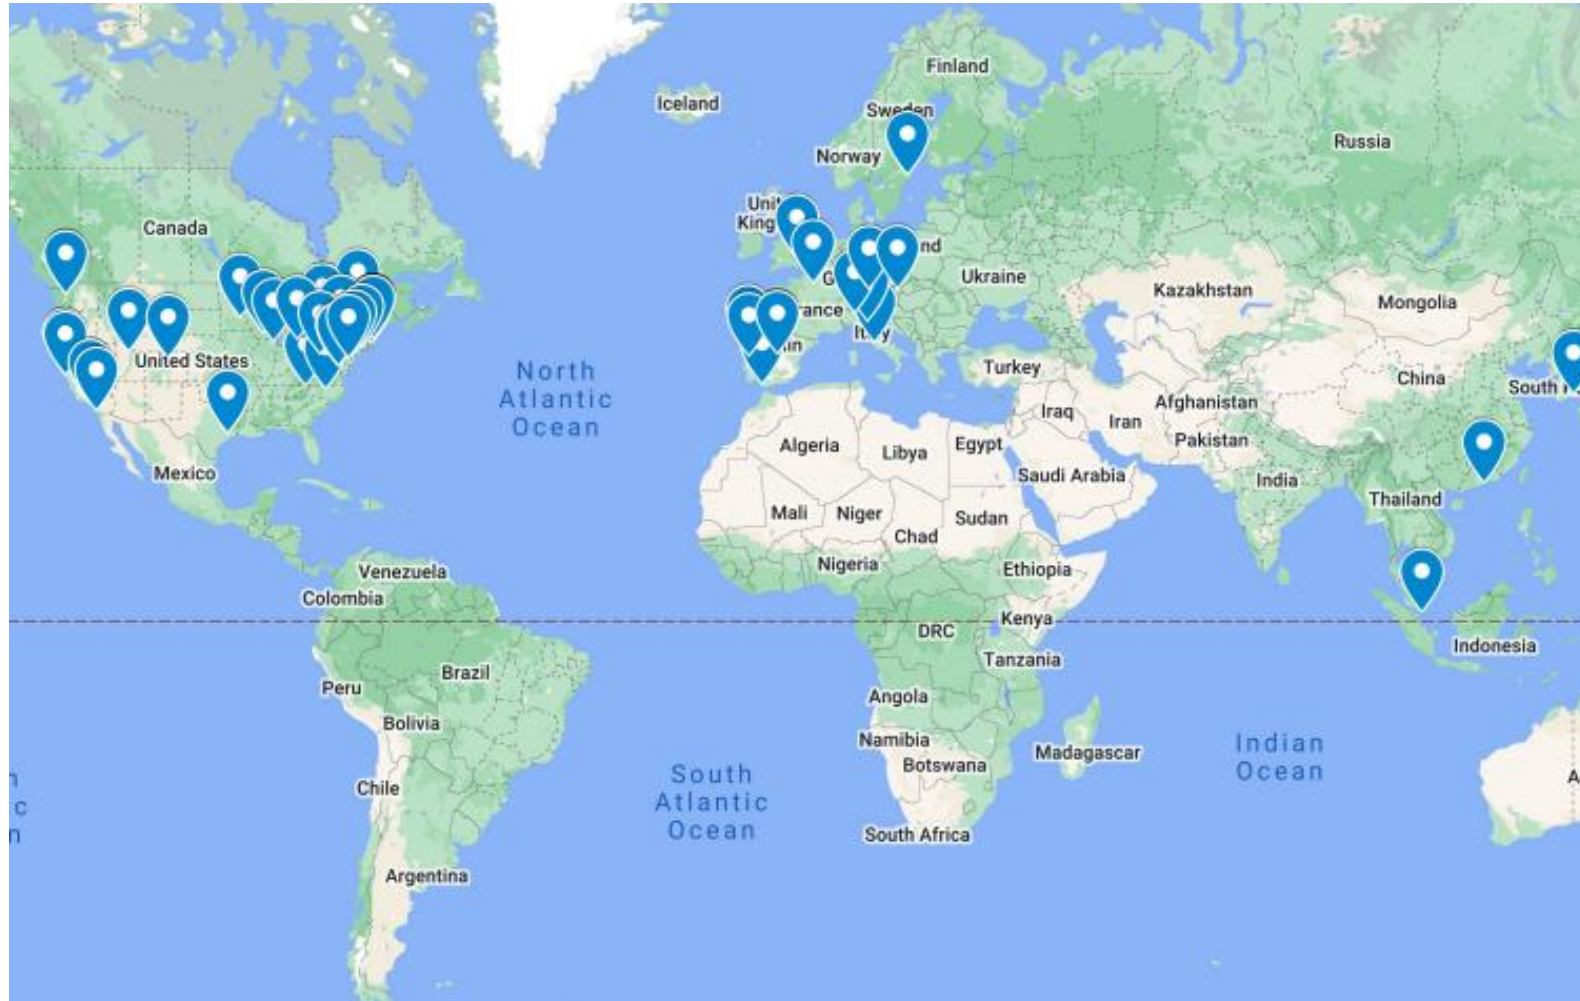 Finland
Iceland
Sweden
Norway
Russia
Canada
Ukraine
Kazakhstan
Mongolia
United States
North
Atlantic
Ocean
Turkey
China
Afghanistan
Iraq
Iran
Pakistan
Algeria
Libya
Egypt
Saudi Arabia
India
Mexico
Thailand
Mali
Niger
Sudan
Chad
Nigeria
Ethiopia
Venezuela
Colombia
Kenya
DRC
Indonesia
Tanzania
Brazil
Peru
Angola
Bolivia
Namibia
Botswana
Madagascar
Indian
Ocean
Chile
South
Atlantic
Ocean
South Africa
Argentina